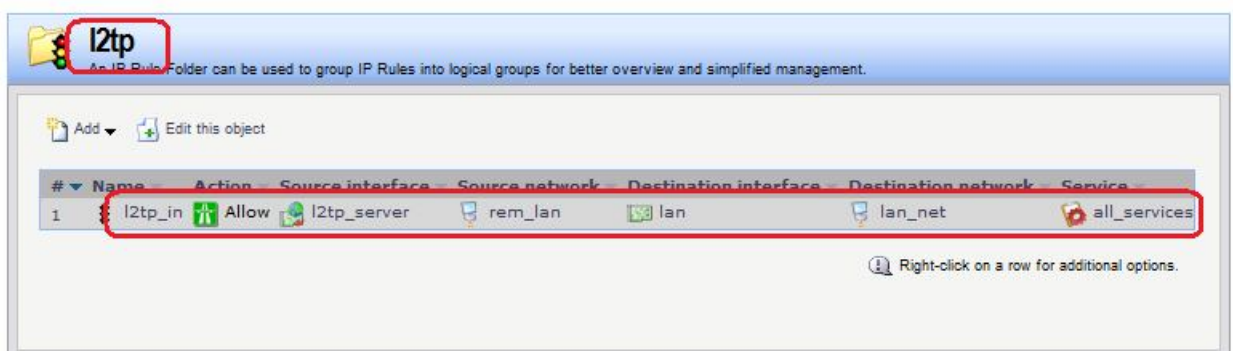 l2tp
An IP Rule Folder can be used to group IP Rules into logical groups for better overview and simplified management.
Add Edit this object
# Name Action Source interface Source network Destination interface Destination network Service
1 l2tp_in Allow l2tp_server rem_lan lan lan_net all_services
Right-click on a row for additional options.